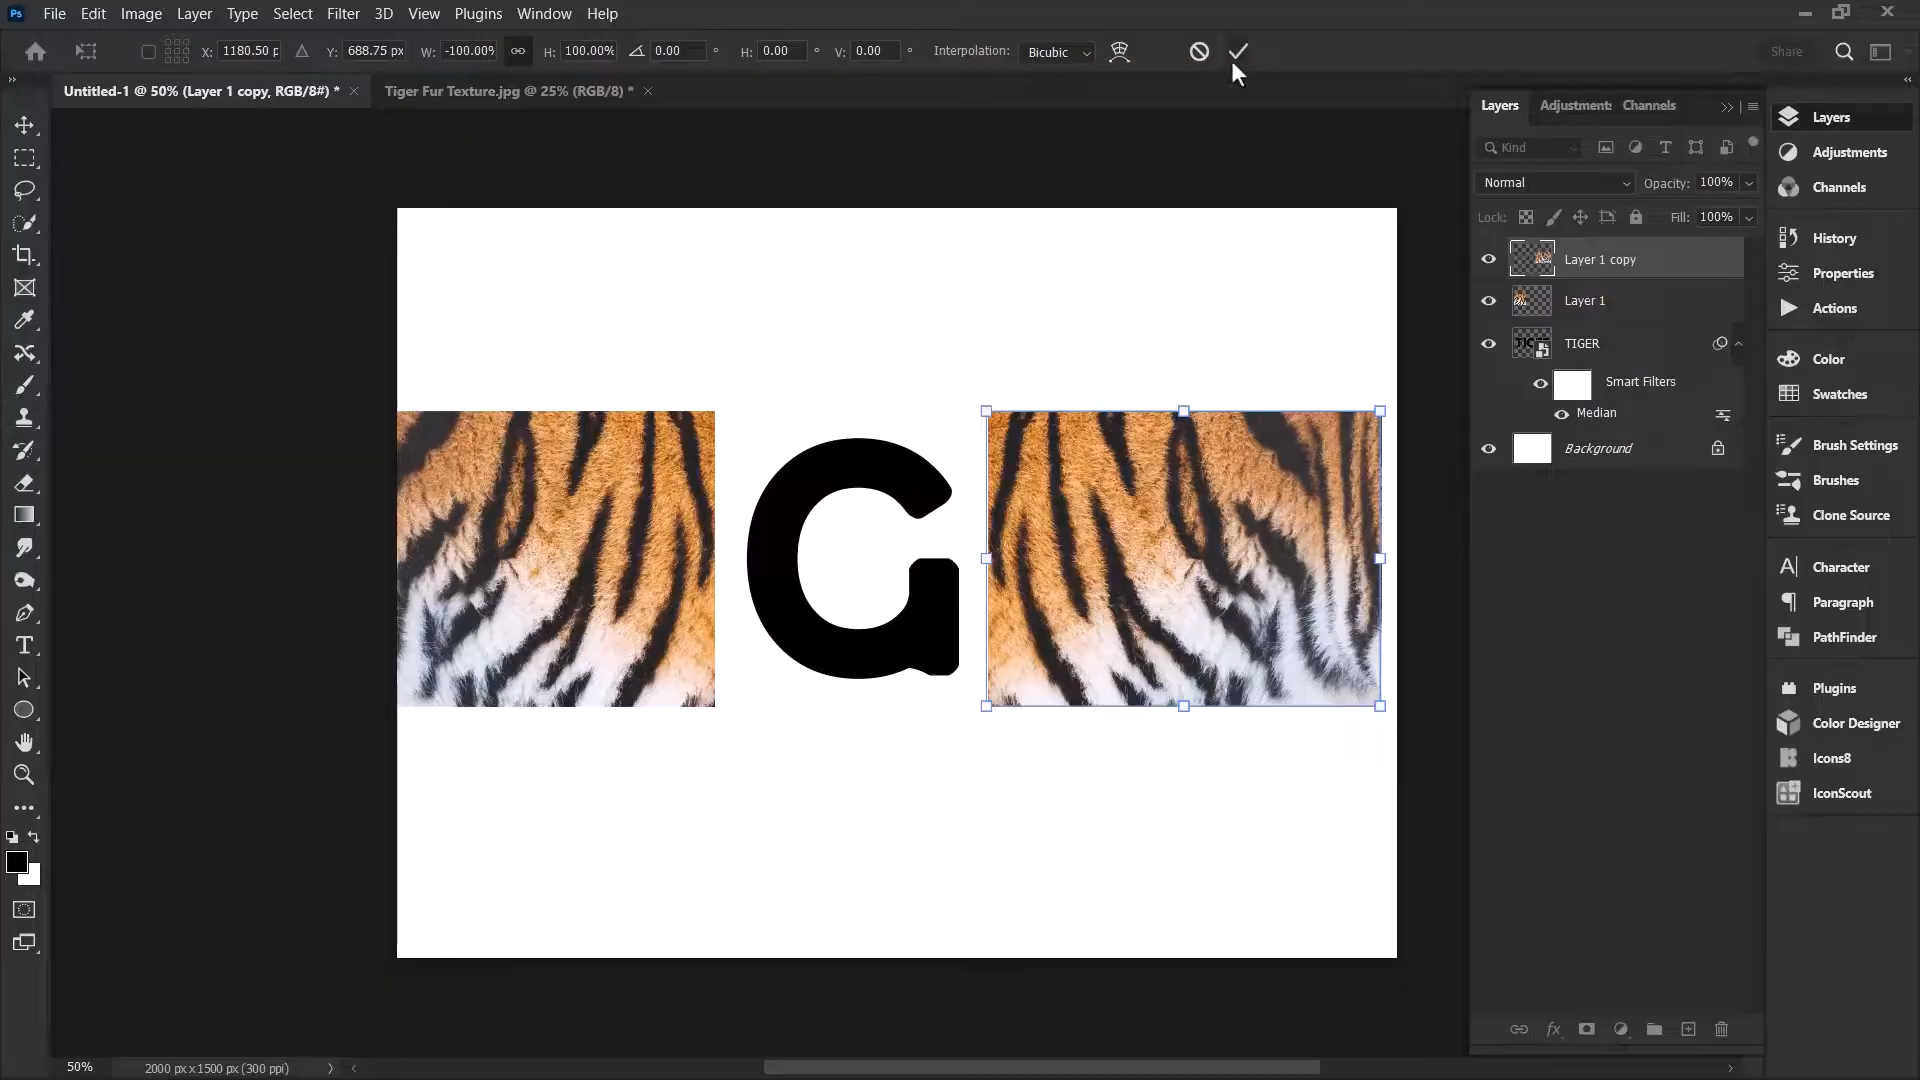 Ps File Edit Image Layer Type Select Filter 3D View Plugins Window Help
X: 1180.50 p Y: 688.75 px W: -100.00% H: 100.00% 0.00 ° H: 0.00 ° V: 0.00 ° Interpolation: Bicubic Share
Untitled-1 @ 50% (Layer 1 copy, RGB/8#) * Tiger Fur Texture.jpg @ 25% (RGB/8) *
Layers Adjustment: Channels
Kind
Normal Opacity: 100%
Lock: Fill: 100%
Layer 1 copy
Layer 1
TIGER
Smart Filters
Median
Background
Layers
Adjustments
Channels
History
Properties
Actions
Color
Swatches
Brush Settings
Brushes
Clone Source
Character
Paragraph
PathFinder
Plugins
Color Designer
Icons8
IconScout
G
50% 2000 px x 1500 px (300 ppi)